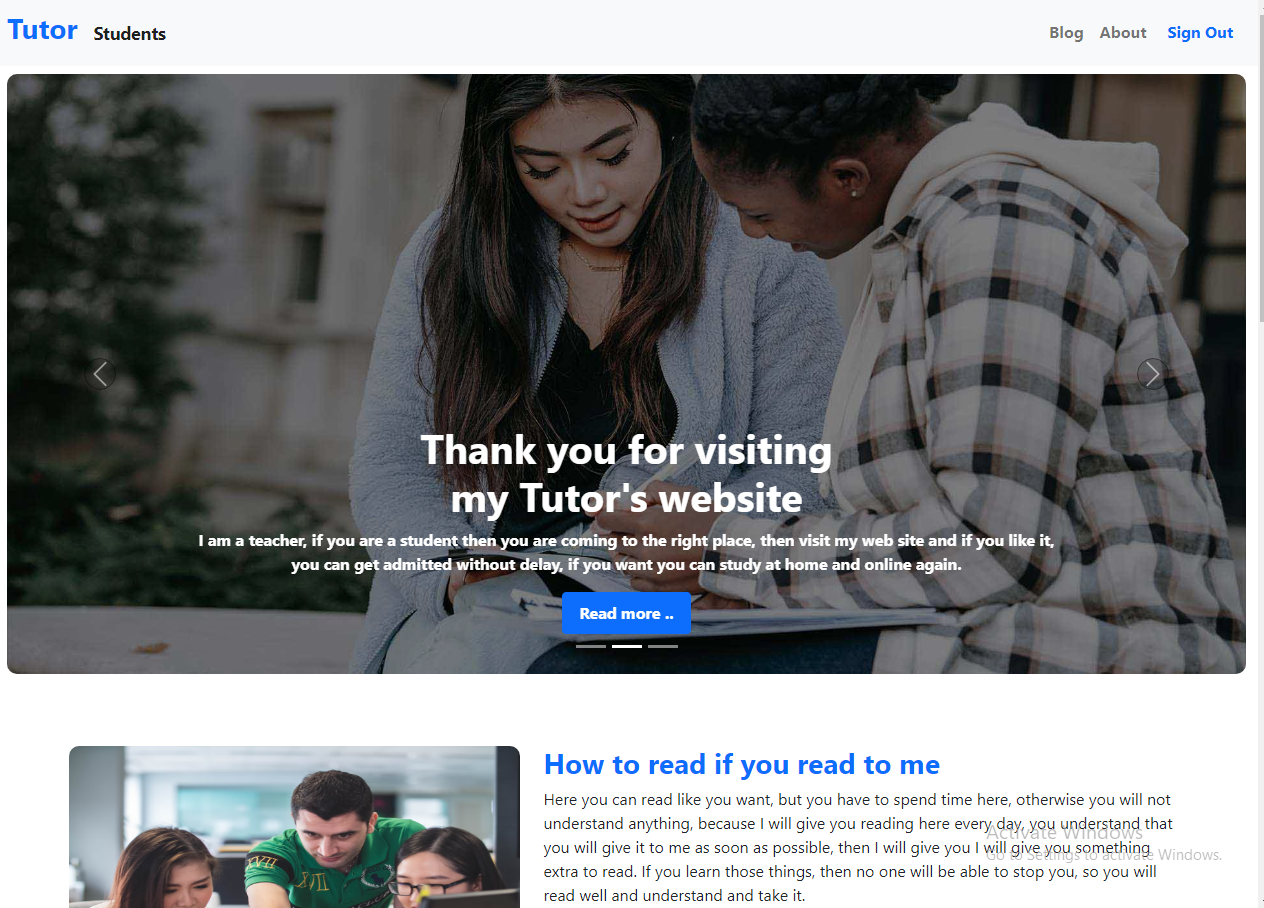 Tutor Students Blog About Sign Out
Thank you for visiting
my Tutor's website
I am a teacher, if you are a student then you are coming to the right place, then visit my web site and if you like it,
you can get admitted without delay, if you want you can study at home and online again.
Read more ..
How to read if you read to me
Here you can read like you want, but you have to spend time here, otherwise you will not
understand anything, because I will give you reading here every day, you understand that
you will give it to me as soon as possible, then I will give you I will give you something
extra to read. If you learn those things, then no one will be able to stop you, so you will
read well and understand and take it.
Activate Windows
Go to Settings to activate Windows.
XVII
XVII